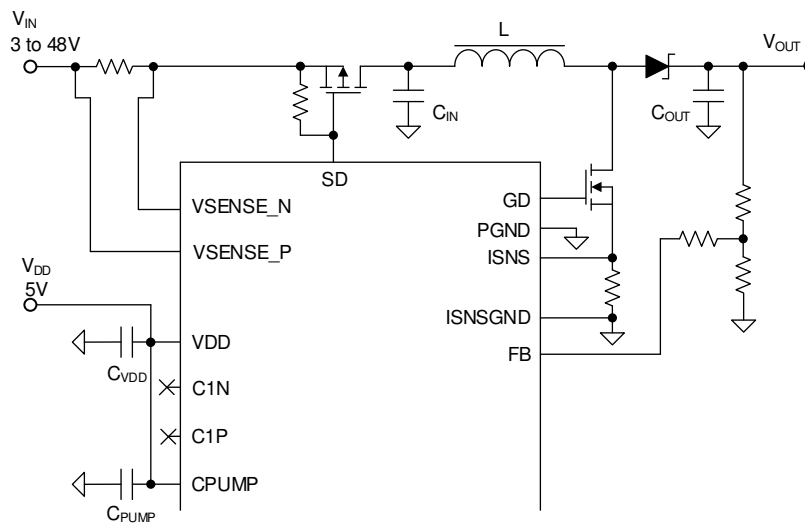 VIN
3 to 48V
L
VOUT
CIN
COUT
SD
VSENSE_N
VSENSE_P
GD
PGND
ISNS
VDD
5V
ISNSGND
FB
VDD
CVDD
C1N
C1P
CPUMP
CPUMP